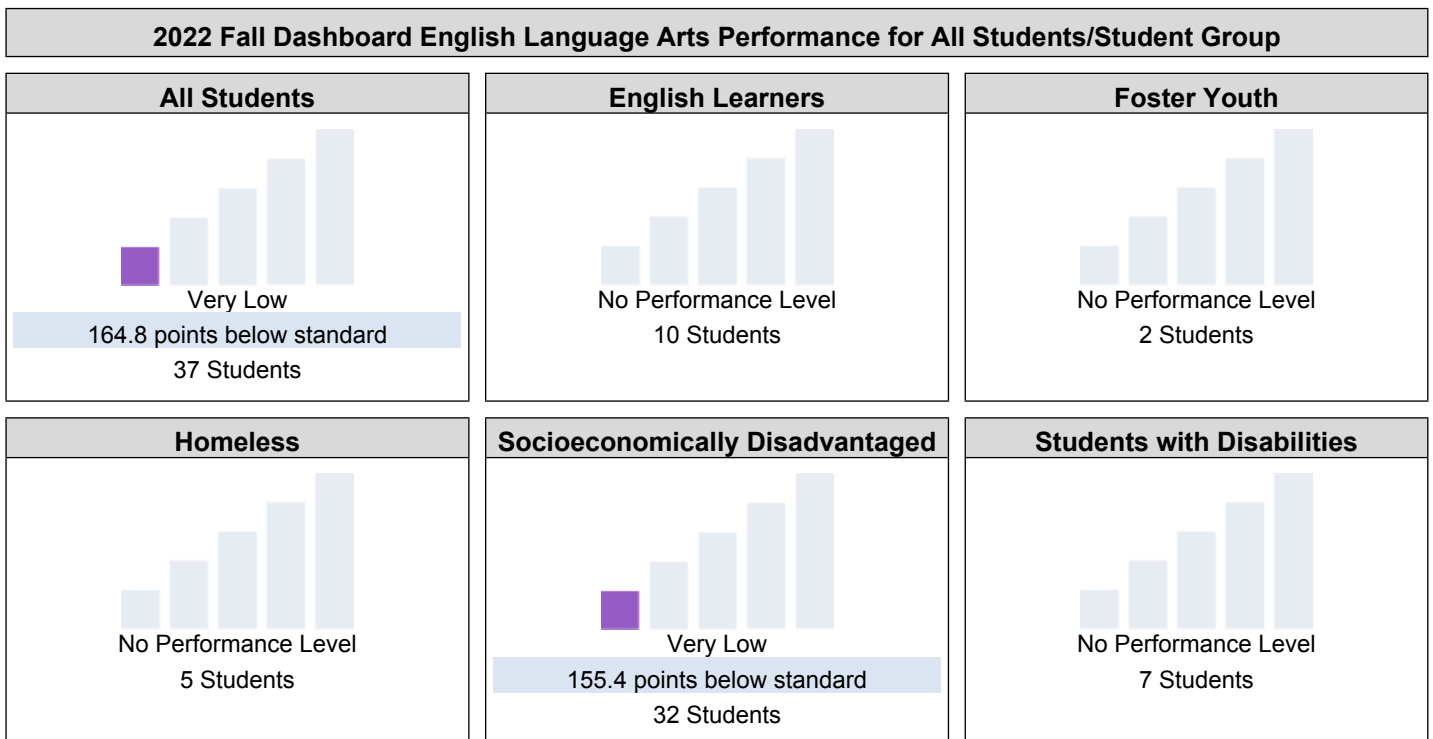 2022 Fall Dashboard English Language Arts Performance for All Students/Student Group
All Students
Very Low
164.8 points below standard
37 Students
English Learners
No Performance Level
10 Students
Foster Youth
No Performance Level
2 Students
Homeless
No Performance Level
5 Students
Socioeconomically Disadvantaged
Very Low
155.4 points below standard
32 Students
Students with Disabilities
No Performance Level
7 Students